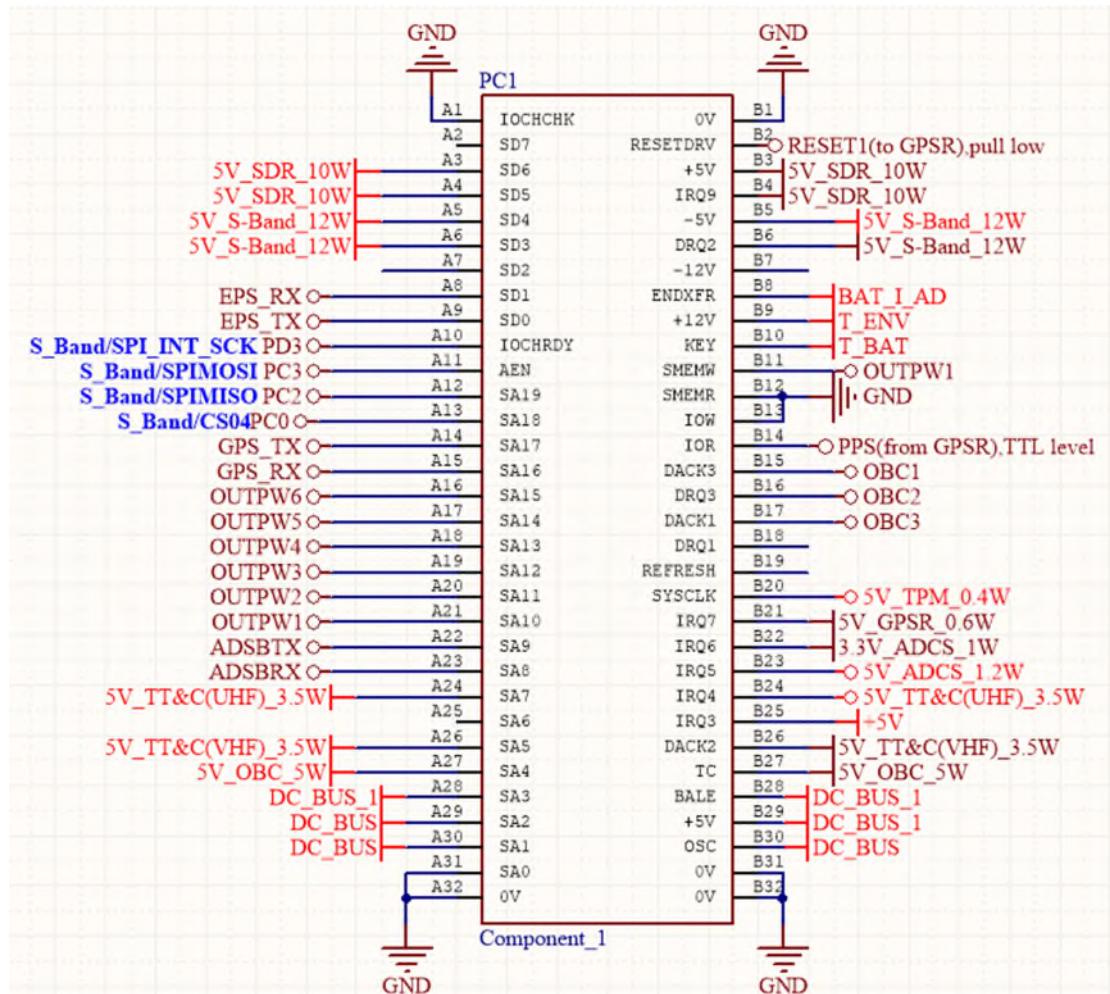 GND GND
PC1
A1 IOCHCHK 0V B1
A2 SD7 RESETDRV B2 RESET1(to GPSR),pull low
5V_SDR_10W A3 SD6 +5V B3 5V_SDR_10W
5V_SDR_10W A4 SD5 IRQ9 B4 5V_SDR_10W
5V_S-Band_12W A5 SD4 -5V B5 5V_S-Band_12W
5V_S-Band_12W A6 SD3 DRQ2 B6 5V_S-Band_12W
A7 SD2 -12V B7
EPS_RX A8 SD1 ENDXFR B8 BAT_I_AD
EPS_TX A9 SD0 +12V B9 T_ENV
S_Band/SPI_INT_SCK PD3 A10 IOCHRDY KEY B10 T_BAT
S_Band/SPIMOSI PC3 A11 AEN SMEMW B11 OUTPW1
S_Band/SPIMISO PC2 A12 SA19 SMEMR B12 GND
S_Band/CS04 PC0 A13 SA18 IOW B13
GPS_TX A14 SA17 IOR B14 PPS(from GPSR),TTL level
GPS_RX A15 SA16 DACK3 B15 OBC1
OUTPW6 A16 SA15 DRQ3 B16 OBC2
OUTPW5 A17 SA14 DACK1 B17 OBC3
OUTPW4 A18 SA13 DRQ1 B18
OUTPW3 A19 SA12 REFRESH B19
OUTPW2 A20 SA11 SYSCLK B20 5V_TPM_0.4W
OUTPW1 A21 SA10 IRQ7 B21 5V_GPSR_0.6W
ADSBTX A22 SA9 IRQ6 B22 3.3V_ADCS_1W
ADSBRX A23 SA8 IRQ5 B23 5V_ADCS_1.2W
5V_TT&C(UHF)_3.5W A24 SA7 IRQ4 B24 5V_TT&C(UHF)_3.5W
A25 SA6 IRQ3 B25 +5V
5V_TT&C(VHF)_3.5W A26 SA5 DACK2 B26 5V_TT&C(VHF)_3.5W
5V_OBC_5W A27 SA4 TC B27 5V_OBC_5W
DC_BUS_1 A28 SA3 BALE B28 DC_BUS_1
DC_BUS A29 SA2 +5V B29 DC_BUS_1
DC_BUS A30 SA1 OSC B30 DC_BUS
A31 SA0 0V B31
A32 0V 0V B32
Component_1
GND GND